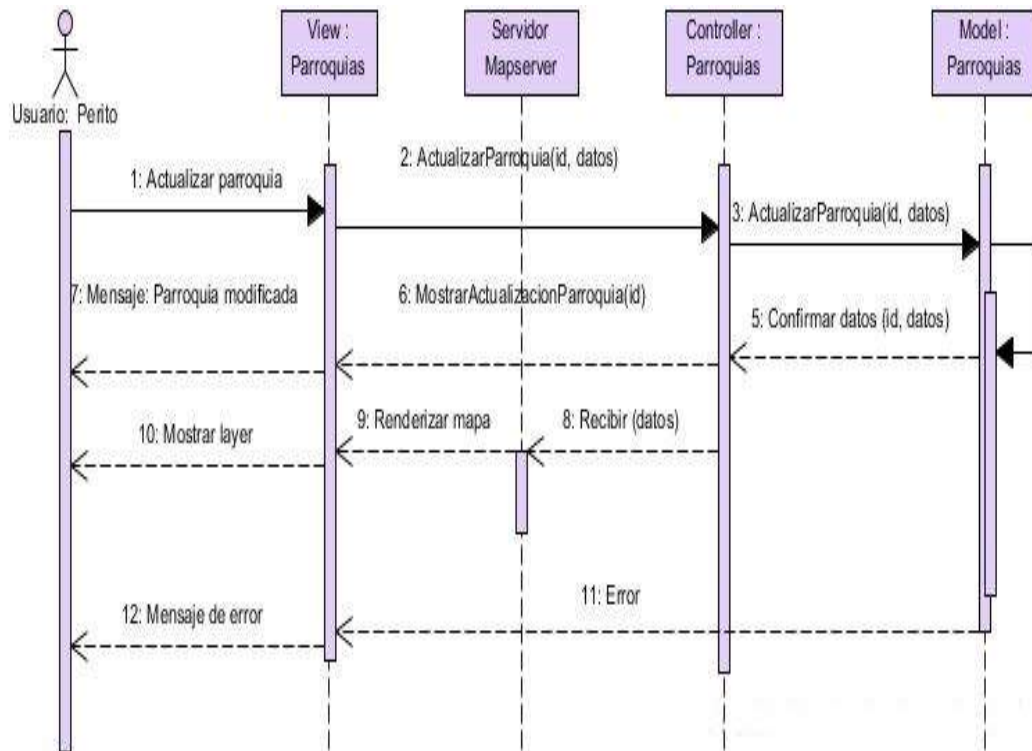 View :
Parroquias
Servidor
Mapserver
Controller :
Parroquias
Model :
Parroquias
Usuario: Perito
1: Actualizar parroquia
2: ActualizarParroquia(id, datos)
3: ActualizarParroquia(id, datos)
7: Mensaje: Parroquia modificada
6: MostrarActualizacionParroquia(id)
5: Confirmar datos (id, datos)
9: Renderizar mapa
8: Recibir (datos)
10: Mostrar layer
11: Error
12: Mensaje de error